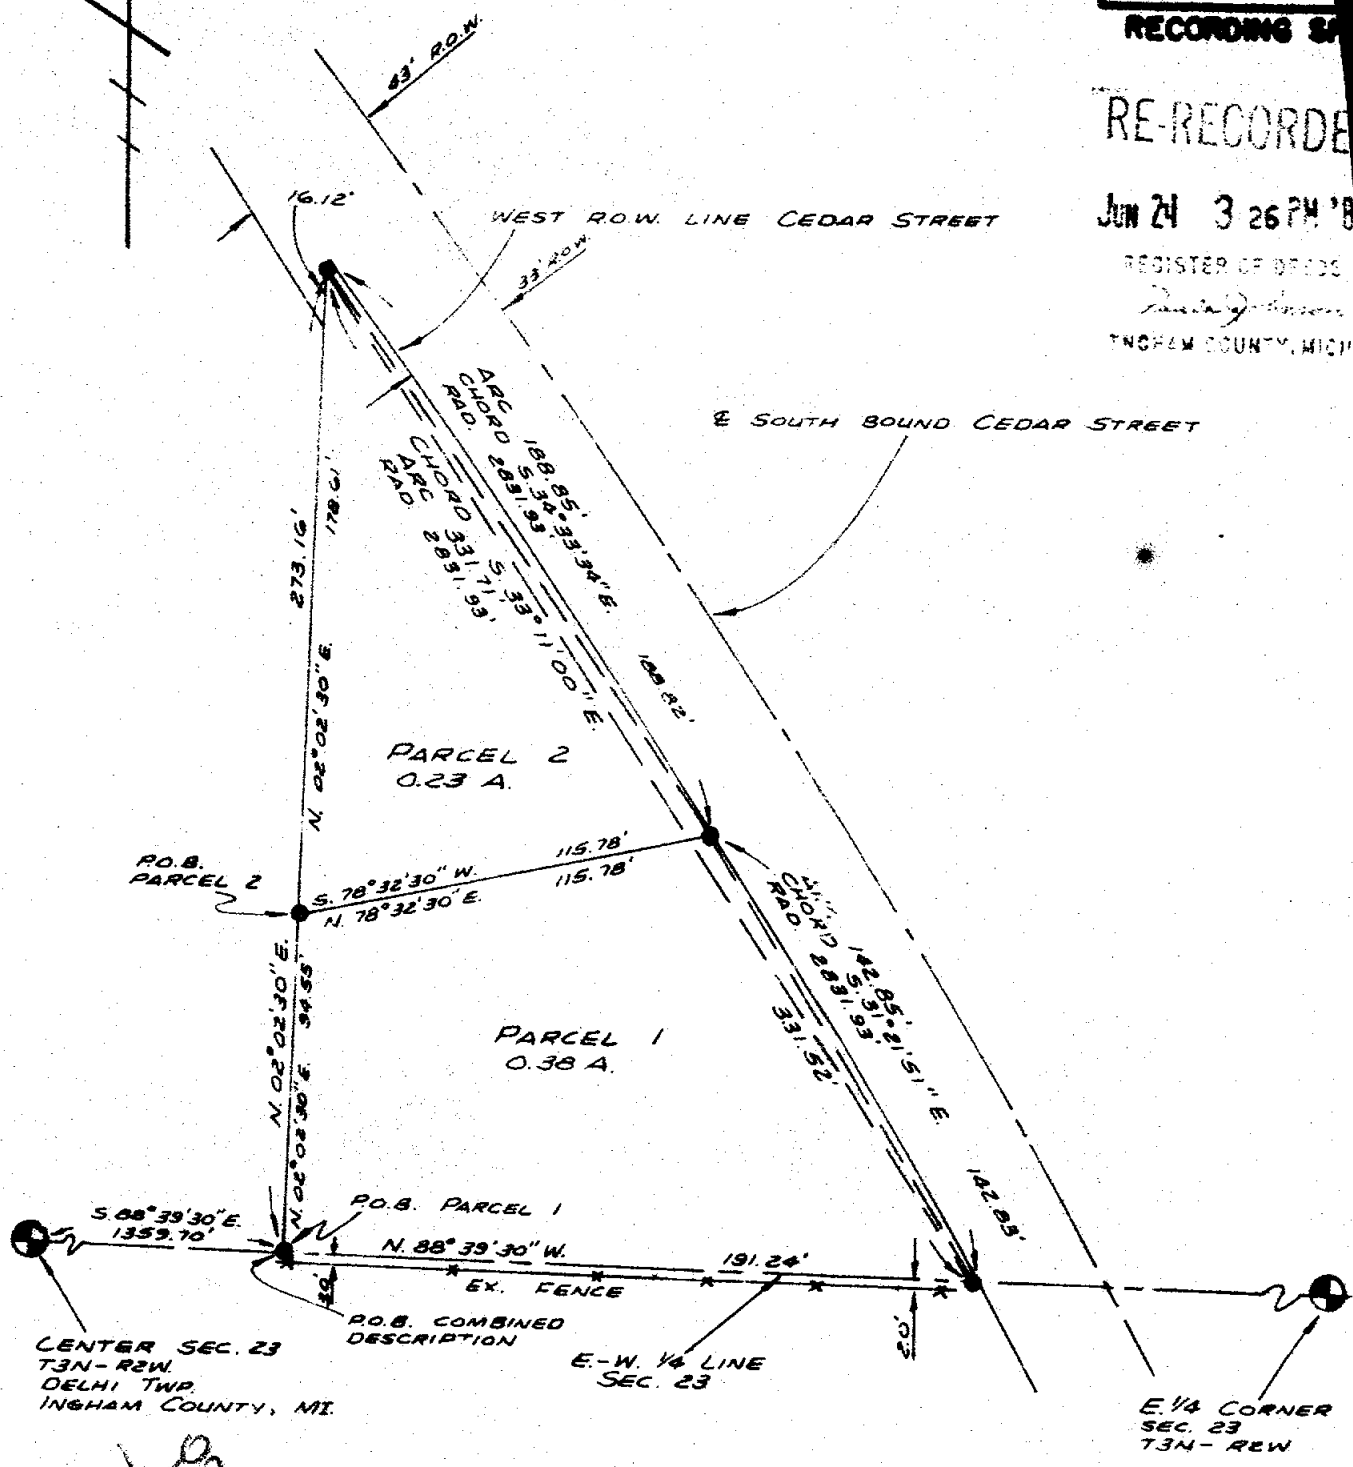 RECORDING
RE-RECORDE
JUN 24 3 26 PM '8
REGISTER OF DEEDS
INGHAM COUNTY, MICH
43' R.O.W.
16.12'
WEST R.O.W. LINE CEDAR STREET
33' R.O.W.
℄ SOUTH BOUND CEDAR STREET
ARC 188.85'
CHORD S. 34°33'34" E.
RAD. 2831.93'
CHORD S. 33°11'00" E.
ARC 331.71'
RAD. 2831.93'
188.82'
273.16'
178.61'
N. 02°02'30" E.
PARCEL 2
0.23 A.
P.O.B.
PARCEL 2
S. 78°32'30" W. 115.78'
N. 78°32'30" E. 115.78'
142.85'
CHORD S. 31°21'51" E.
RAD. 2831.93'
331.52'
142.83'
N. 02°02'30" E.
N. 02°02'30" E. 94.55'
PARCEL 1
0.38 A.
S. 88°39'30" E.
1359.70'
P.O.B. PARCEL 1
N. 88°39'30" W. 191.24'
EX. FENCE
P.O.B. COMBINED
DESCRIPTION
E.-W. 1/4 LINE
SEC. 23
CENTER SEC. 23
T3N-R2W.
DELHI TWP.
INGHAM COUNTY, MI.
E. 1/4 CORNER
SEC. 23
T3N-R2W